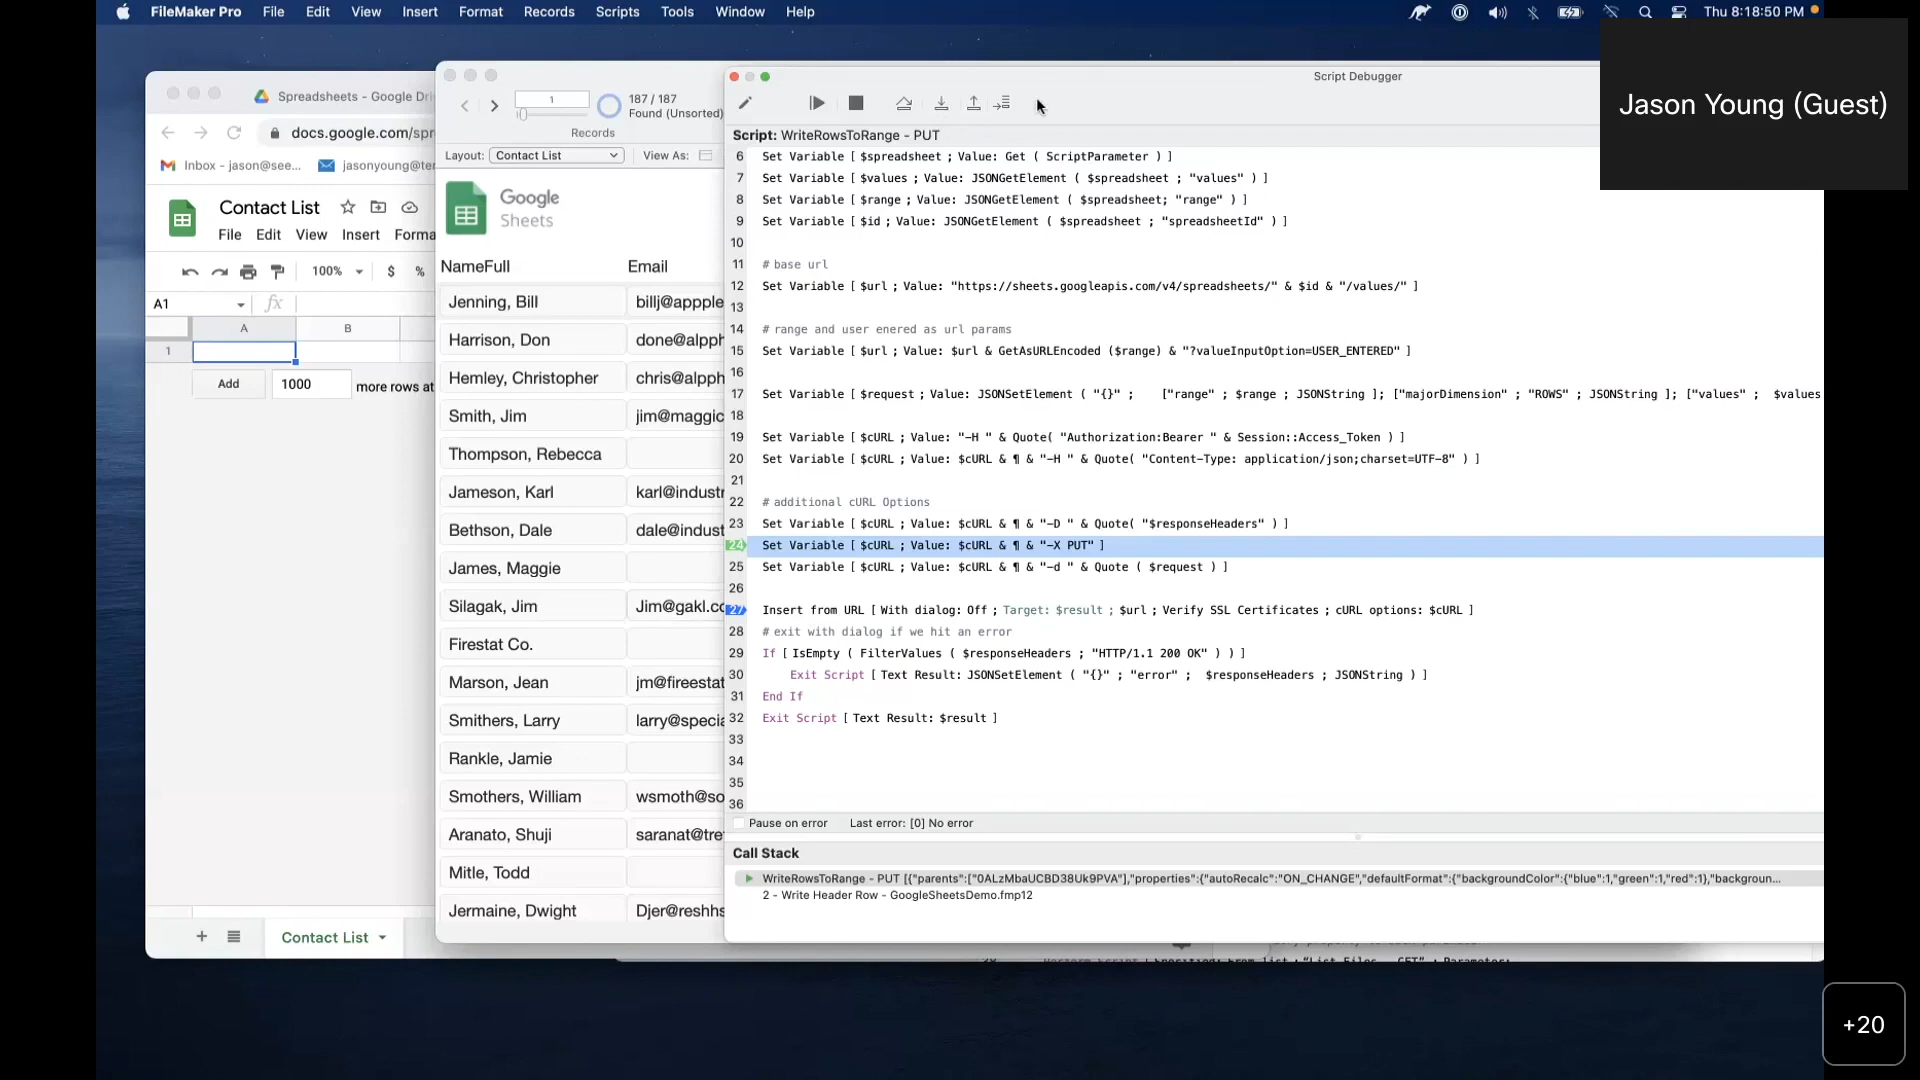 FileMaker Pro File Edit View Insert Format Records Scripts Tools Window Help
Thu 8:18:50 PM
Jason Young (Guest)
Spreadsheets - Google Dri
docs.google.com/spr
Inbox - jason@see... jasonyoung@te
Contact List
File Edit View Insert Forma
100% $ %
A1 fx
A B
1
Add 1000 more rows at
+ Contact List
1
187 / 187
Found (Unsorted)
Records
Layout: Contact List View As:
Google
Sheets
NameFull Email
Jenning, Bill billj@appple
Harrison, Don done@alpph
Hemley, Christopher chris@alpph
Smith, Jim jim@maggic
Thompson, Rebecca
Jameson, Karl karl@industr
Bethson, Dale dale@indust
James, Maggie
Silagak, Jim Jim@gakl.co
Firestat Co.
Marson, Jean jm@fireestat
Smithers, Larry larry@specia
Rankle, Jamie
Smothers, William wsmoth@so
Aranato, Shuji saranat@tre
Mitle, Todd
Jermaine, Dwight Djer@reshhs
Script Debugger
Script: WriteRowsToRange - PUT
6 Set Variable [ $spreadsheet ; Value: Get ( ScriptParameter ) ]
7 Set Variable [ $values ; Value: JSONGetElement ( $spreadsheet ; "values" ) ]
8 Set Variable [ $range ; Value: JSONGetElement ( $spreadsheet; "range" ) ]
9 Set Variable [ $id ; Value: JSONGetElement ( $spreadsheet ; "spreadsheetId" ) ]
10
11 # base url
12 Set Variable [ $url ; Value: "https://sheets.googleapis.com/v4/spreadsheets/" & $id & "/values/" ]
13
14 # range and user enered as url params
15 Set Variable [ $url ; Value: $url & GetAsURLEncoded ($range) & "?valueInputOption=USER_ENTERED" ]
16
17 Set Variable [ $request ; Value: JSONSetElement ( "{}" ; ["range" ; $range ; JSONString ]; ["majorDimension" ; "ROWS" ; JSONString ]; ["values" ; $values
18
19 Set Variable [ $cURL ; Value: "-H " & Quote( "Authorization:Bearer " & Session::Access_Token ) ]
20 Set Variable [ $cURL ; Value: $cURL & ¶ & "-H " & Quote( "Content-Type: application/json;charset=UTF-8" ) ]
21
22 # additional cURL Options
23 Set Variable [ $cURL ; Value: $cURL & ¶ & "-D " & Quote( "$responseHeaders" ) ]
24 Set Variable [ $cURL ; Value: $cURL & ¶ & "-X PUT" ]
25 Set Variable [ $cURL ; Value: $cURL & ¶ & "-d " & Quote ( $request ) ]
26
27 Insert from URL [ With dialog: Off ; Target: $result ; $url ; Verify SSL Certificates ; cURL options: $cURL ]
28 # exit with dialog if we hit an error
29 If [ IsEmpty ( FilterValues ( $responseHeaders ; "HTTP/1.1 200 OK" ) ) ]
30 Exit Script [ Text Result: JSONSetElement ( "{}" ; "error" ; $responseHeaders ; JSONString ) ]
31 End If
32 Exit Script [ Text Result: $result ]
33
34
35
36
Pause on error Last error: [0] No error
Call Stack
WriteRowsToRange - PUT [{"parents":["0ALzMbaUCBD38Uk9PVA"],"properties":{"autoRecalc":"ON_CHANGE","defaultFormat":{"backgroundColor":{"blue":1,"green":1,"red":1},"backgroun...
2 - Write Header Row - GoogleSheetsDemo.fmp12
+20